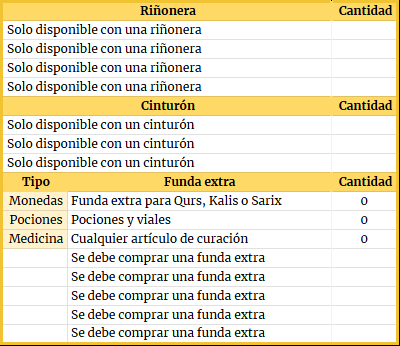 Riñonera Cantidad
Solo disponible con una riñonera
Solo disponible con una riñonera
Solo disponible con una riñonera
Solo disponible con una riñonera
Cinturón Cantidad
Solo disponible con un cinturón
Solo disponible con un cinturón
Solo disponible con un cinturón
Tipo Funda extra Cantidad
Monedas Funda extra para Qurs, Kalis o Sarix 0
Pociones Pociones y viales 0
Medicina Cualquier artículo de curación 0
Se debe comprar una funda extra
Se debe comprar una funda extra
Se debe comprar una funda extra
Se debe comprar una funda extra
Se debe comprar una funda extra